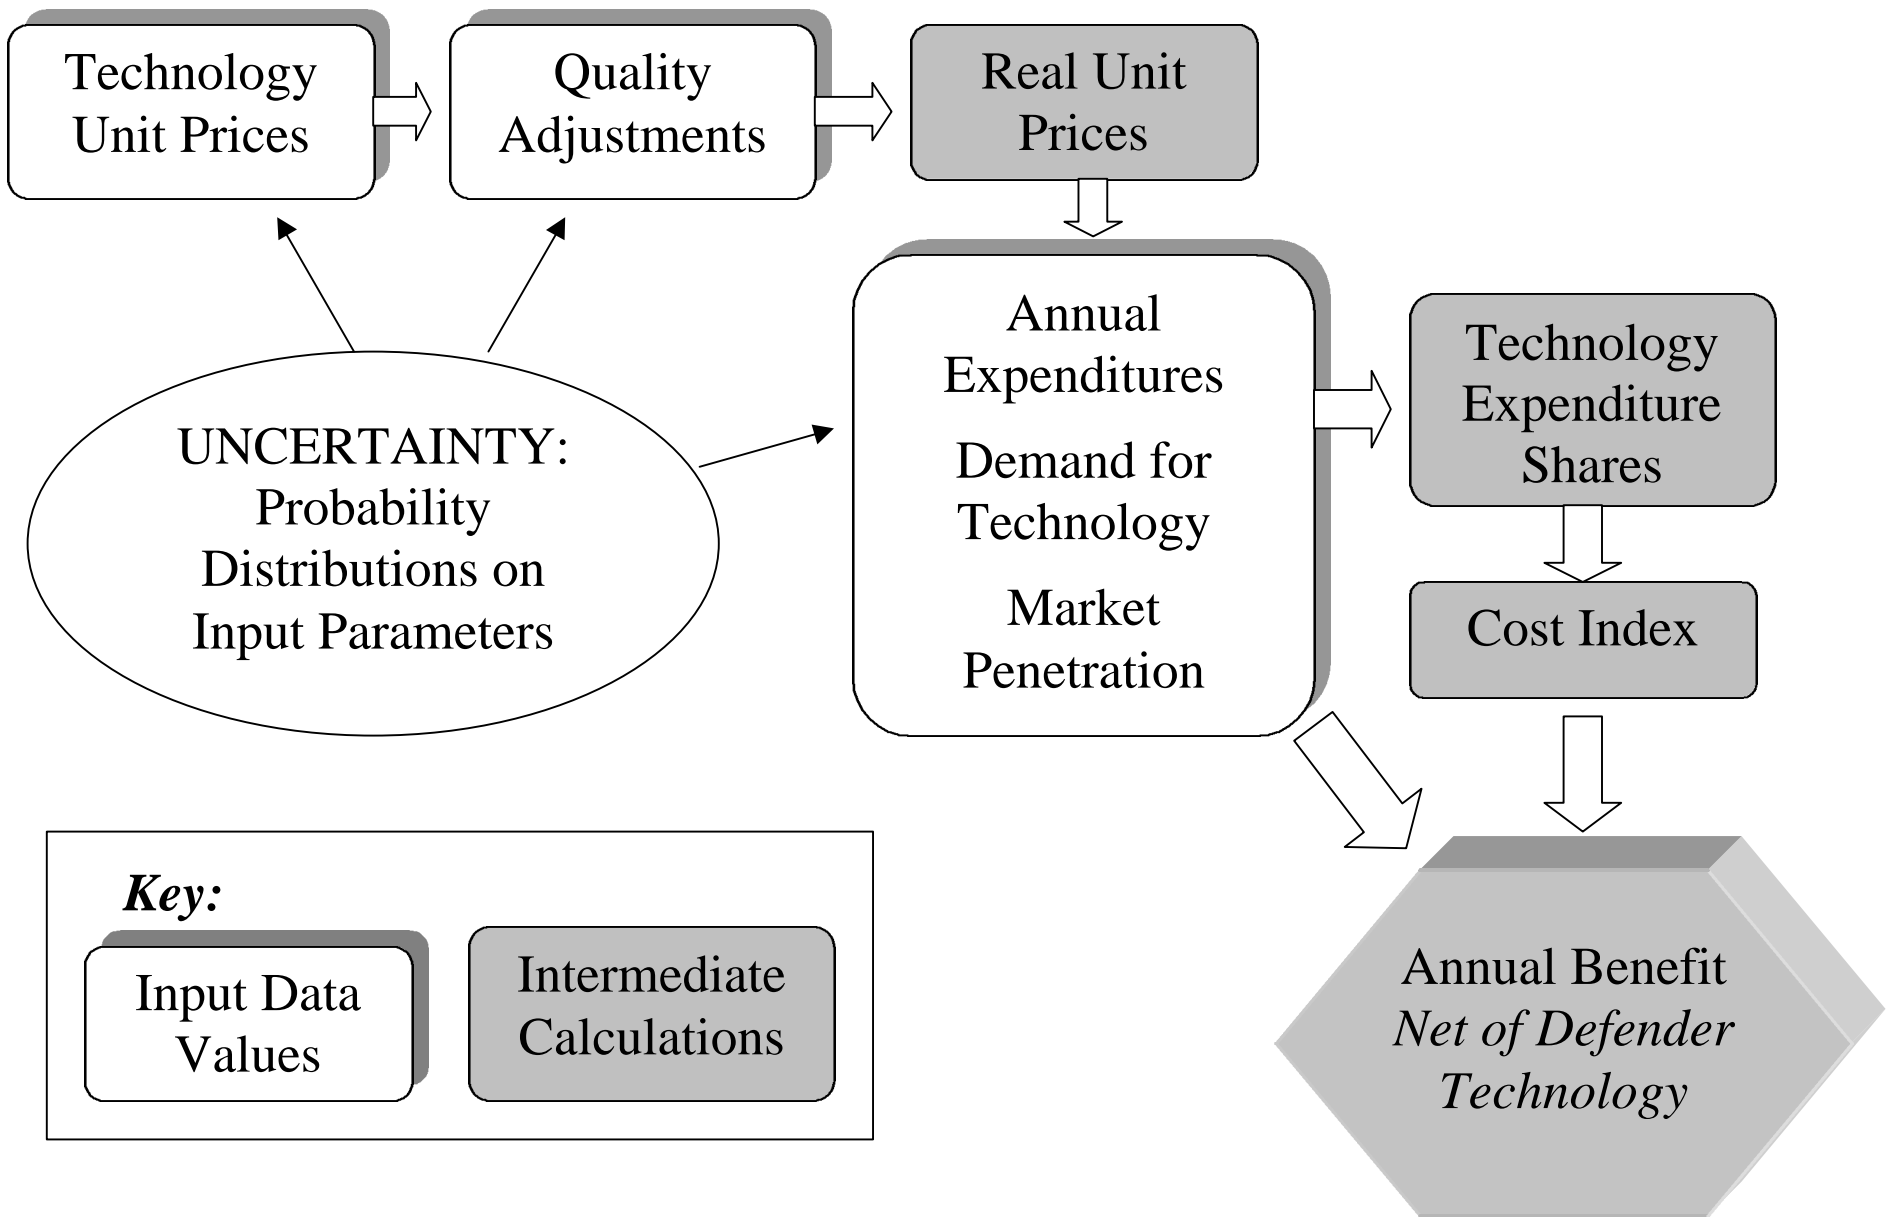 Technology
Unit Prices
Quality
Adjustments
Real Unit
Prices
Annual
Expenditures
Demand for
Technology
Market
Penetration
Technology
Expenditure
Shares
Cost Index
UNCERTAINTY:
Probability
Distributions on
Input Parameters
Key:
Input Data
Values
Intermediate
Calculations
Annual Benefit
Net of Defender
Technology